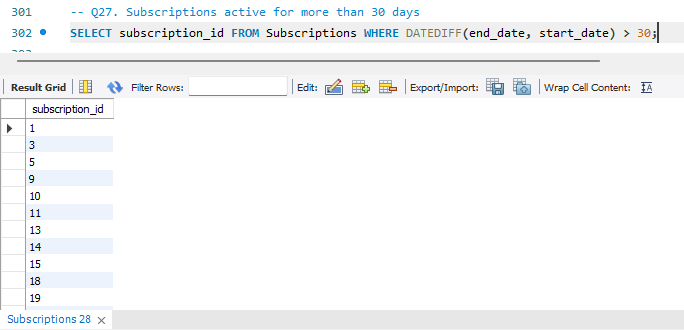 301 -- Q27. Subscriptions active for more than 30 days
302 SELECT subscription_id FROM Subscriptions WHERE DATEDIFF(end_date, start_date) > 30;
Result Grid Filter Rows: Edit: Export/Import: Wrap Cell Content: IA
subscription_id
1
3
5
9
10
11
13
14
15
18
19
Subscriptions 28 ×